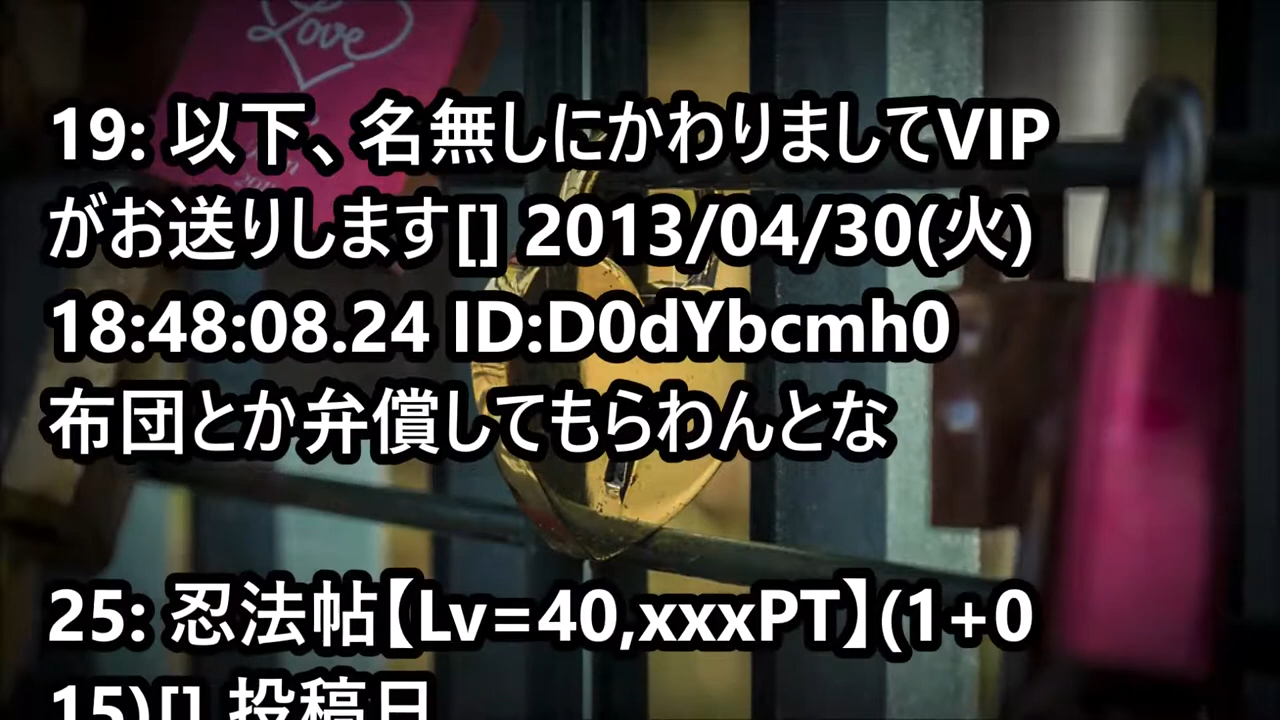 Love
19: 以下、名無しにかわりましてVIP
がお送りします[] 2013/04/30(火)
18:48:08.24 ID:D0dYbcmh0
布団とか弁償してもらわんとな
25: 忍法帖【Lv=40,xxxPT】(1+0
15)[] 投稿日